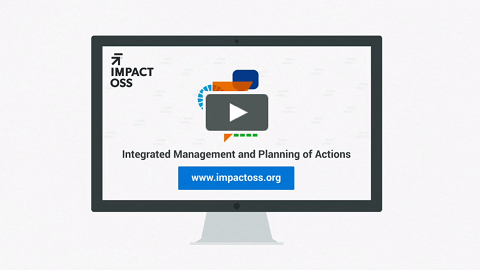 IMPACT
OSS
Integrated Management and Planning of Actions
www.impactoss.org